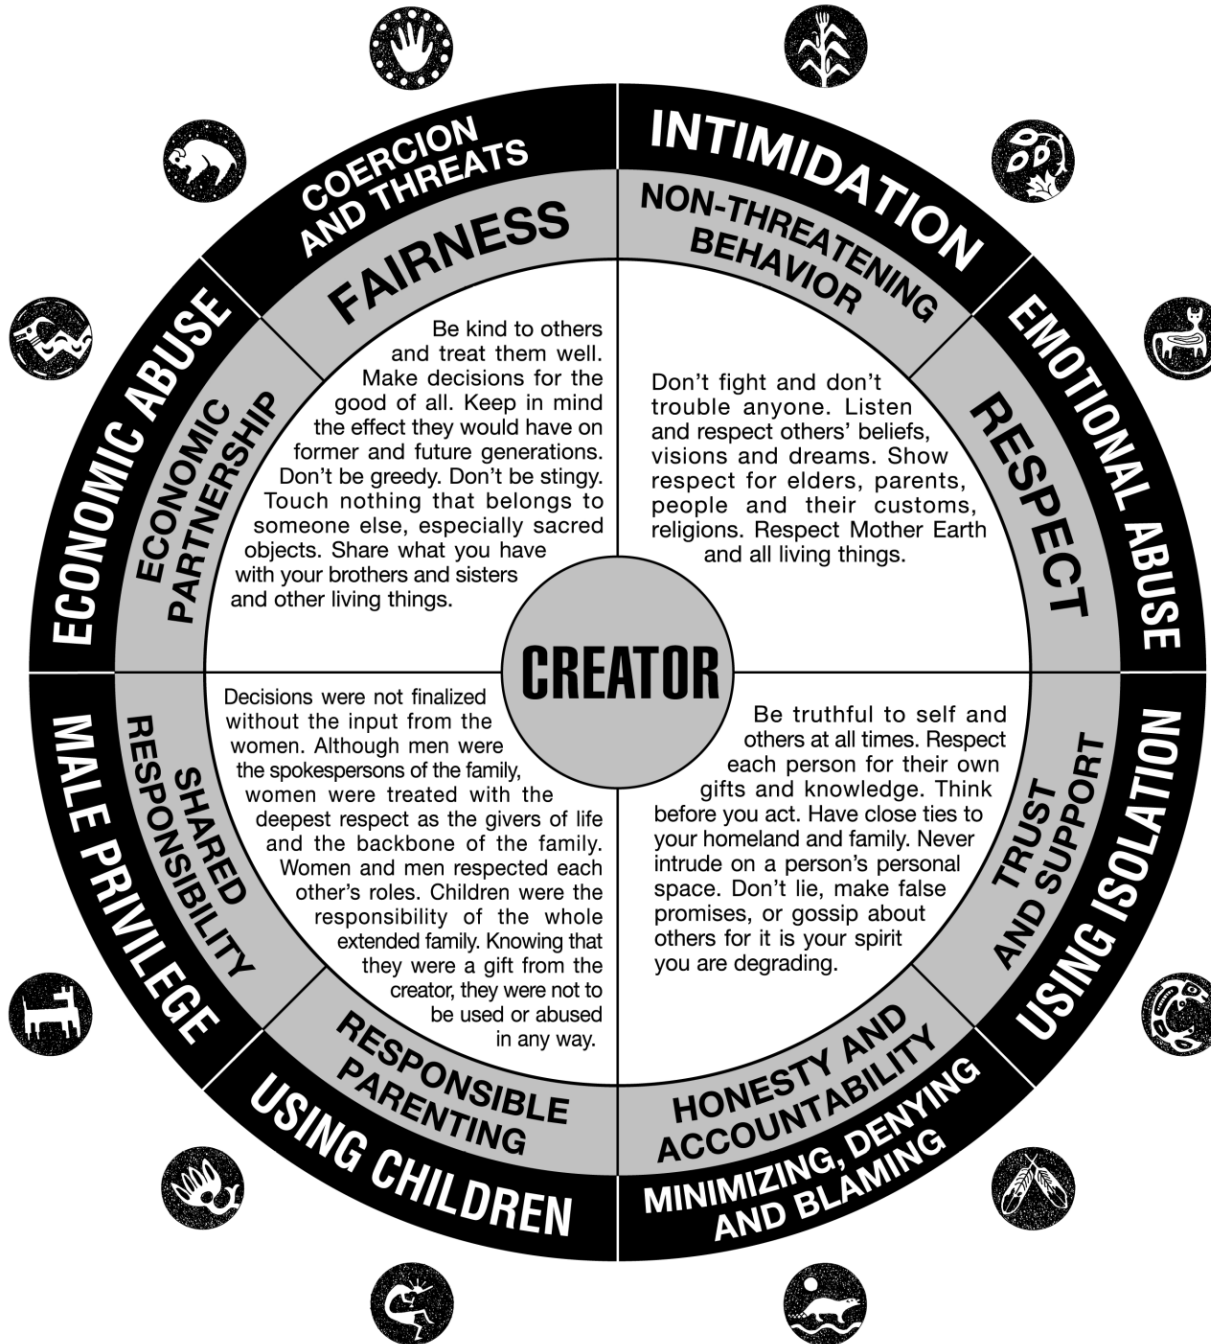 COERCION
AND THREATS
INTIMIDATION
EMOTIONAL ABUSE
USING ISOLATION
MINIMIZING, DENYING
AND BLAMING
USING CHILDREN
MALE PRIVILEGE
ECONOMIC ABUSE
FAIRNESS
NON-THREATENING
BEHAVIOR
RESPECT
TRUST
AND SUPPORT
HONESTY AND
ACCOUNTABILITY
RESPONSIBLE
PARENTING
SHARED
RESPONSIBILITY
ECONOMIC
PARTNERSHIP
Be kind to others
and treat them well.
Make decisions for the
good of all. Keep in mind
the effect they would have on
former and future generations.
Don’t be greedy. Don’t be stingy.
Touch nothing that belongs to
someone else, especially sacred
objects. Share what you have
with your brothers and sisters
and other living things.
Don’t fight and don’t
trouble anyone. Listen
and respect others’ beliefs,
visions and dreams. Show
respect for elders, parents,
people and their customs,
religions. Respect Mother Earth
and all living things.
CREATOR
Decisions were not finalized
without the input from the
women. Although men were
the spokespersons of the family,
women were treated with the
deepest respect as the givers of life
and the backbone of the family.
Women and men respected each
other’s roles. Children were the
responsibility of the whole
extended family. Knowing that
they were a gift from the
creator, they were not to
be used or abused
in any way.
Be truthful to self and
others at all times. Respect
each person for their own
gifts and knowledge. Think
before you act. Have close ties to
your homeland and family. Never
intrude on a person’s personal
space. Don’t lie, make false
promises, or gossip about
others for it is your spirit
you are degrading.